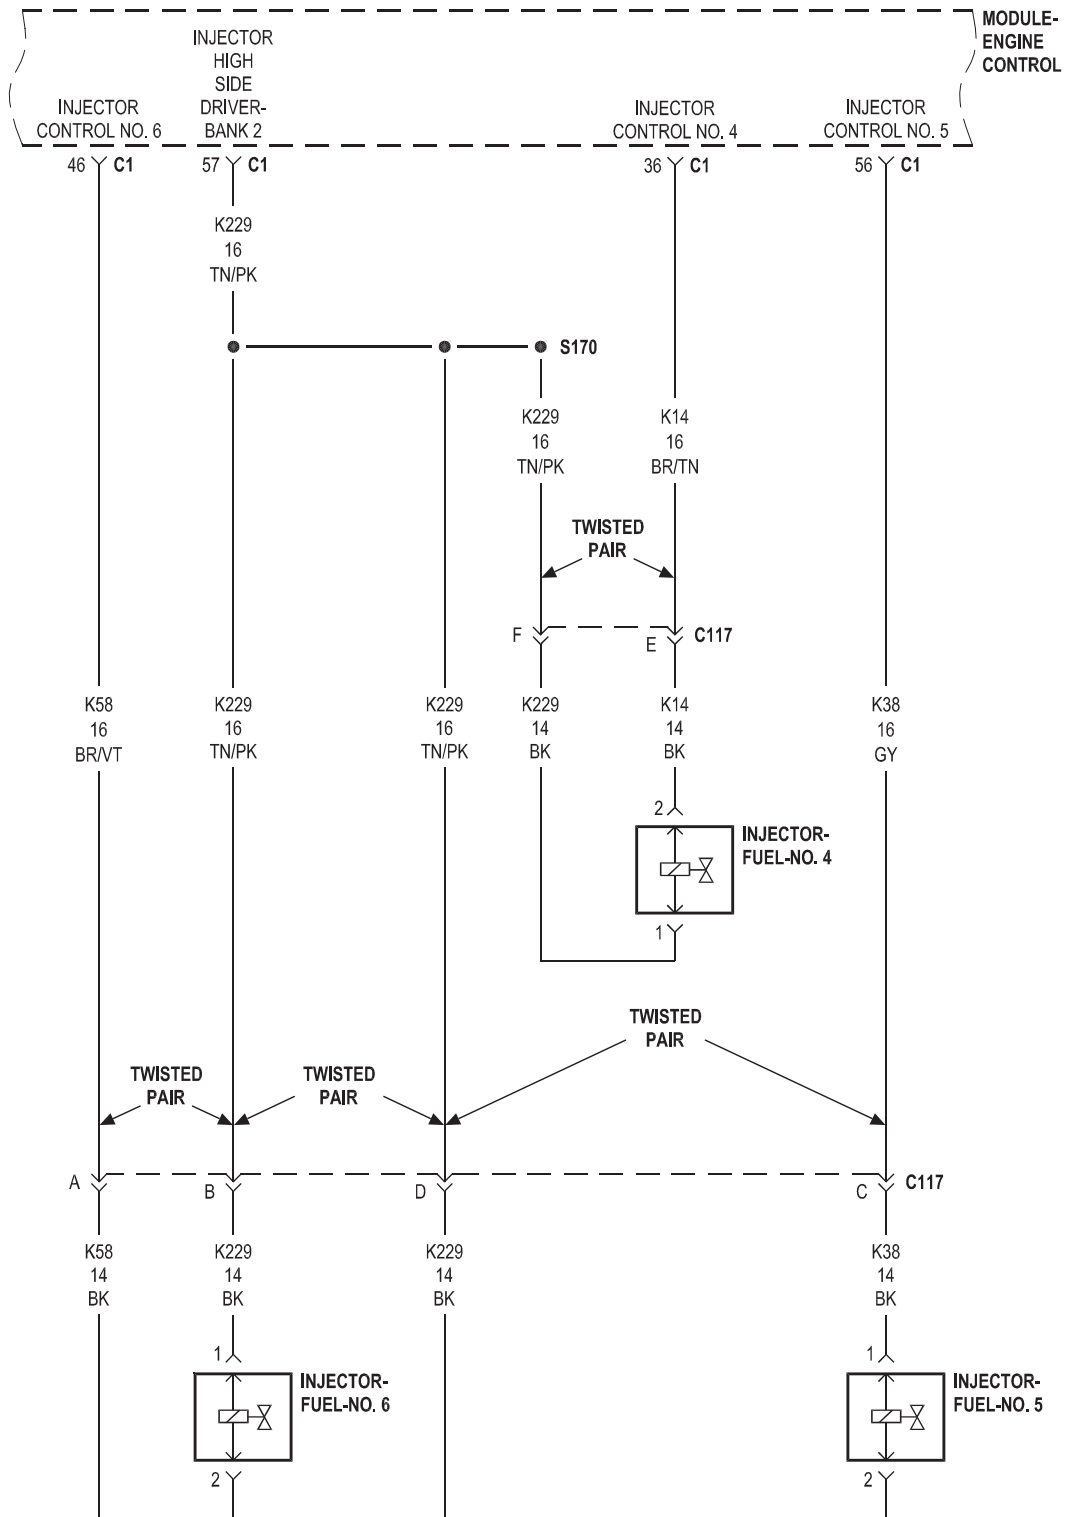 MODULE-
ENGINE
CONTROL
INJECTOR
HIGH
SIDE
DRIVER-
BANK 2
INJECTOR
CONTROL NO. 6
INJECTOR
CONTROL NO. 4
INJECTOR
CONTROL NO. 5
46 C1
57 C1
36 C1
56 C1
K229
16
TN/PK
S170
K229
16
TN/PK
K14
16
BR/TN
TWISTED
PAIR
F
E
C117
K58
16
BR/VT
K229
16
TN/PK
K229
16
TN/PK
K229
14
BK
K14
14
BK
K38
16
GY
2
INJECTOR-
FUEL-NO. 4
1
TWISTED
PAIR
TWISTED
PAIR
TWISTED
PAIR
A
B
D
C
C117
K58
14
BK
K229
14
BK
K229
14
BK
K38
14
BK
1
INJECTOR-
FUEL-NO. 6
2
1
INJECTOR-
FUEL-NO. 5
2